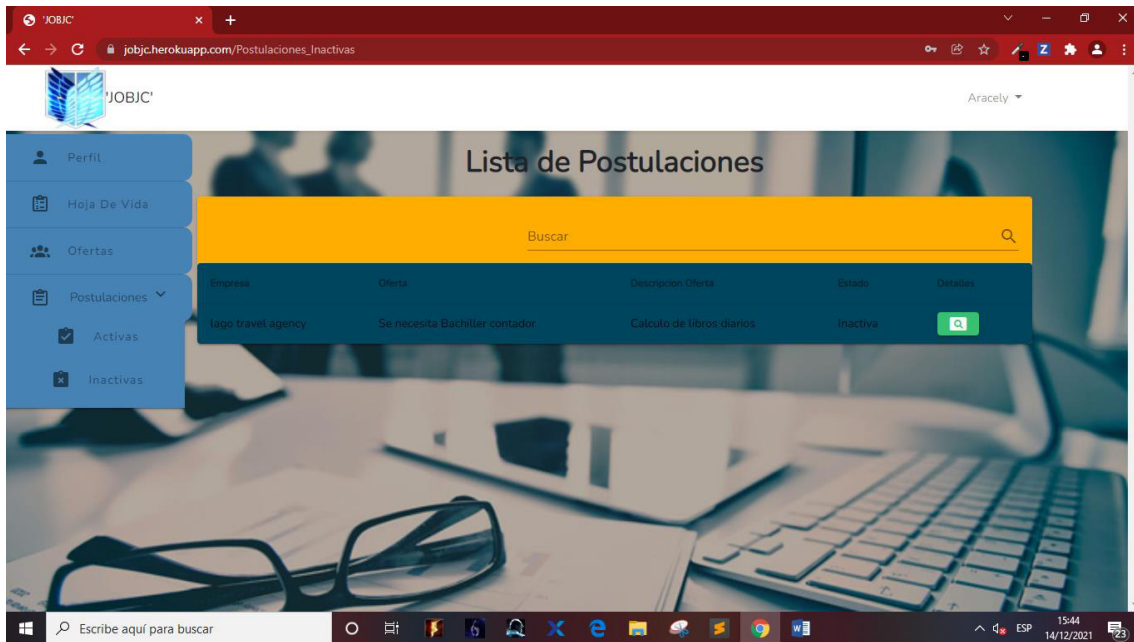 'JOBJC'
jobjc.herokuapp.com/Postulaciones_Inactivas
'JOBJC'
Aracely
Perfil
Hoja De Vida
Ofertas
Postulaciones
Activas
Inactivas
Lista de Postulaciones
Buscar
Empresa Oferta Descripcion Oferta Estado Detalles
lago travel agency Se necesita Bachiller contador. Calculo de libros diarios. Inactiva
Escribe aquí para buscar
ESP
15:44
14/12/2021
23